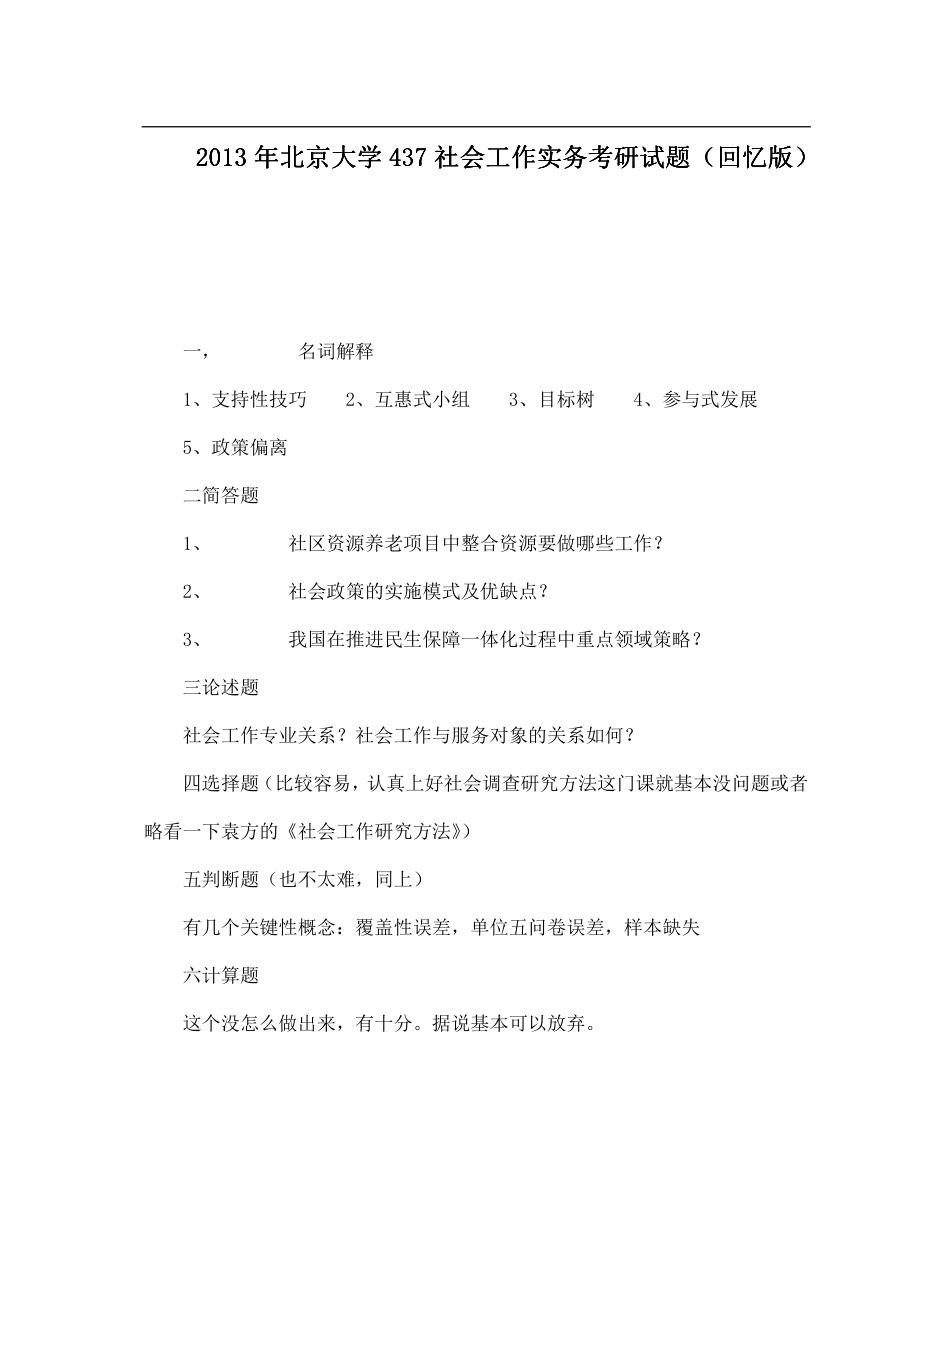 2013 年北京大学 437 社会工作实务考研试题（回忆版）
一， 名词解释
1、支持性技巧 2、互惠式小组 3、目标树 4、参与式发展
5、政策偏离
二简答题
1、 社区资源养老项目中整合资源要做哪些工作？
2、 社会政策的实施模式及优缺点？
3、 我国在推进民生保障一体化过程中重点领域策略？
三论述题
社会工作专业关系？社会工作与服务对象的关系如何？
四选择题（比较容易，认真上好社会调查研究方法这门课就基本没问题或者
略看一下袁方的《社会工作研究方法》）
五判断题（也不太难，同上）
有几个关键性概念：覆盖性误差，单位五问卷误差，样本缺失
六计算题
这个没怎么做出来，有十分。据说基本可以放弃。